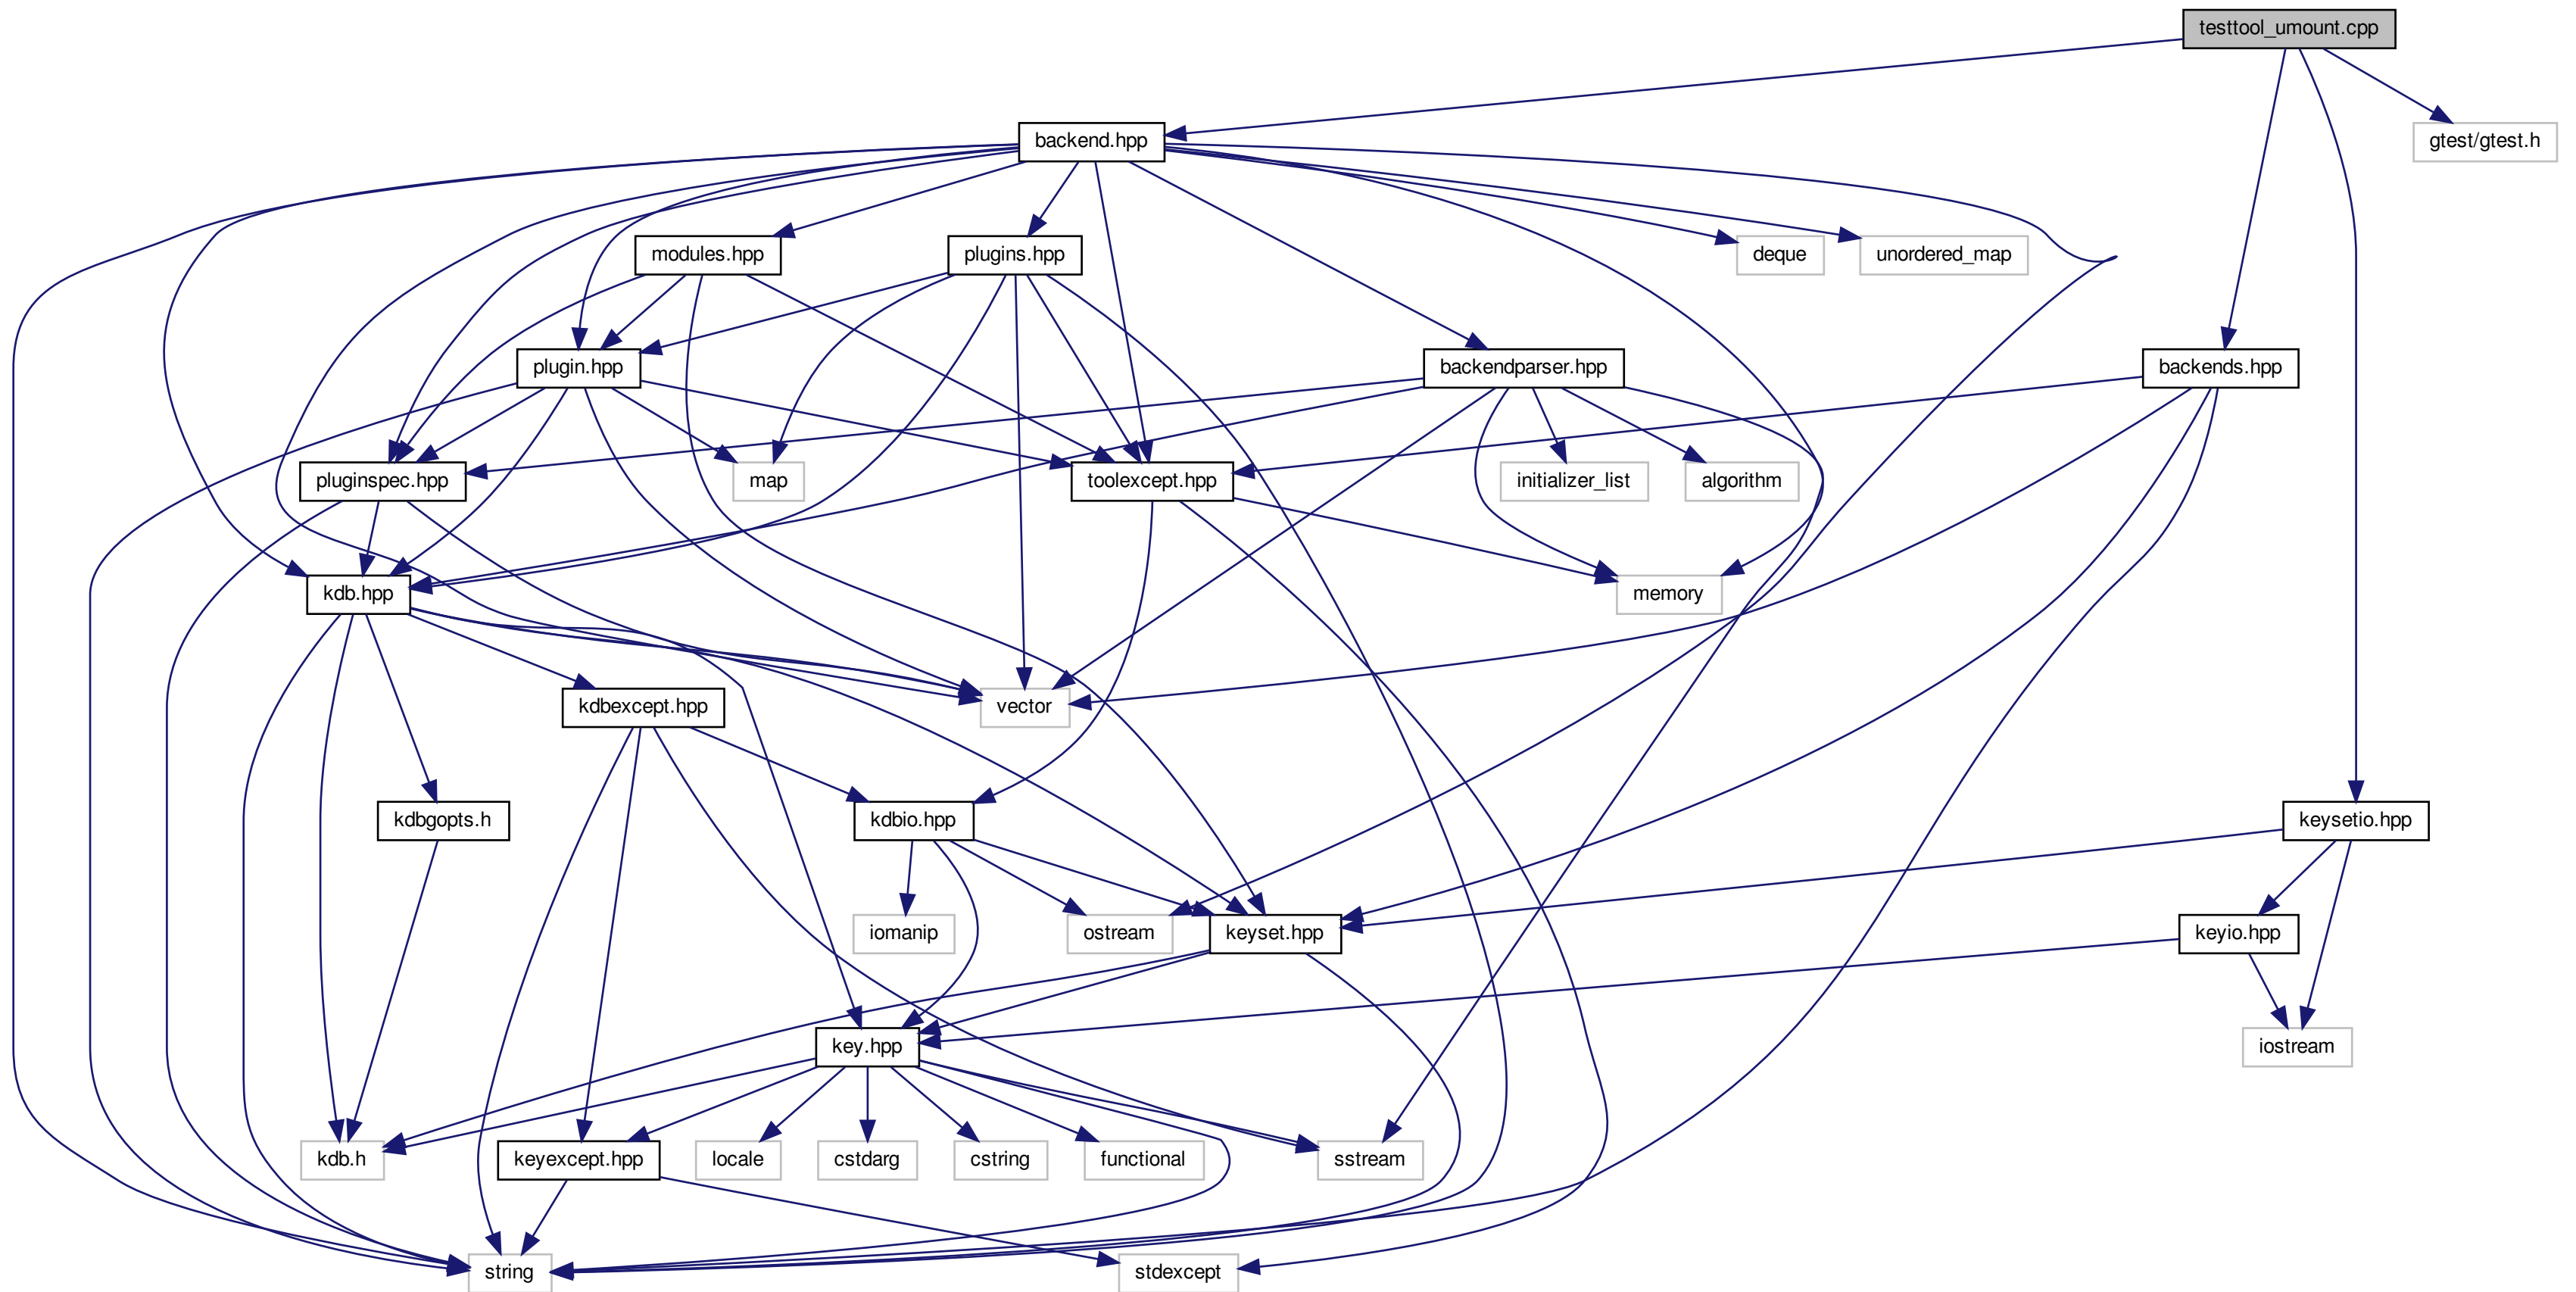 testtool_umount.cpp
backend.hpp
gtest/gtest.h
modules.hpp
plugins.hpp
deque
unordered_map
plugin.hpp
backendparser.hpp
backends.hpp
pluginspec.hpp
map
toolexcept.hpp
initializer_list
algorithm
kdb.hpp
memory
kdbexcept.hpp
vector
kdbgopts.h
kdbio.hpp
keysetio.hpp
iomanip
ostream
keyset.hpp
keyio.hpp
key.hpp
iostream
kdb.h
keyexcept.hpp
locale
cstdarg
cstring
functional
sstream
string
stdexcept